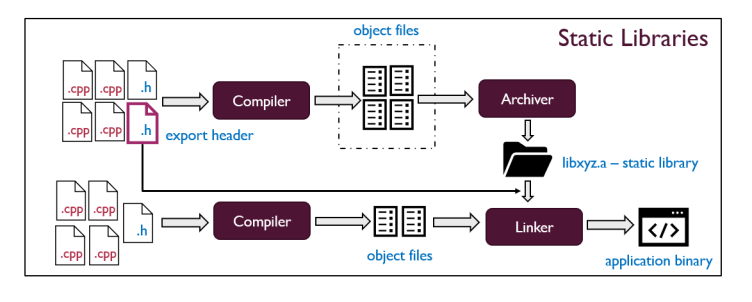 Static Libraries
object files
.cpp .cpp .h
Compiler
Archiver
.cpp .cpp .h
export header
libxyz.a – static library
.cpp .cpp
.h
Compiler
Linker
</>
.cpp .cpp
object files
application binary